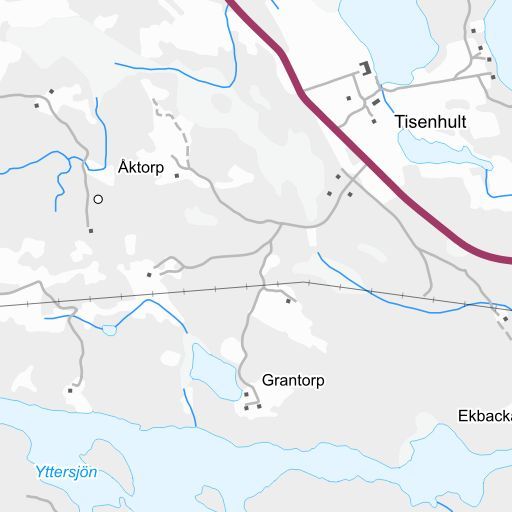 Tisenhult
Åktorp
Grantorp
Ekbacka
Yttersjön